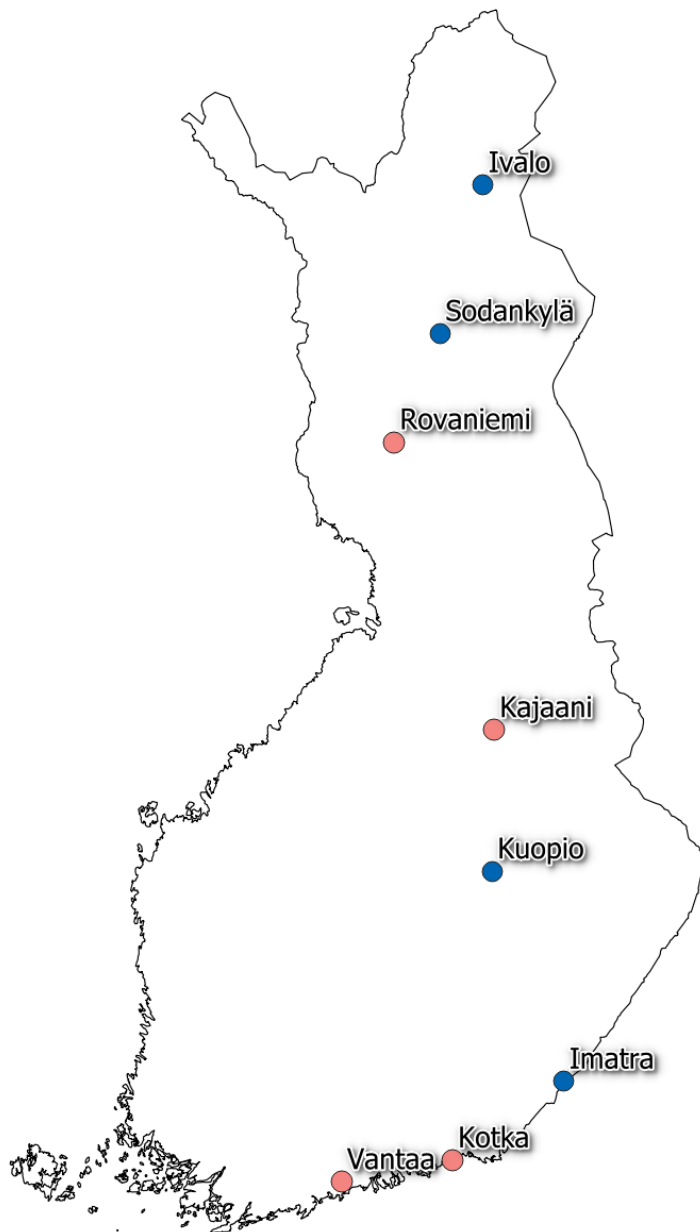 Ivalo
Sodankylä
Rovaniemi
Kajaani
Kuopio
Imatra
Kotka
Vantaa